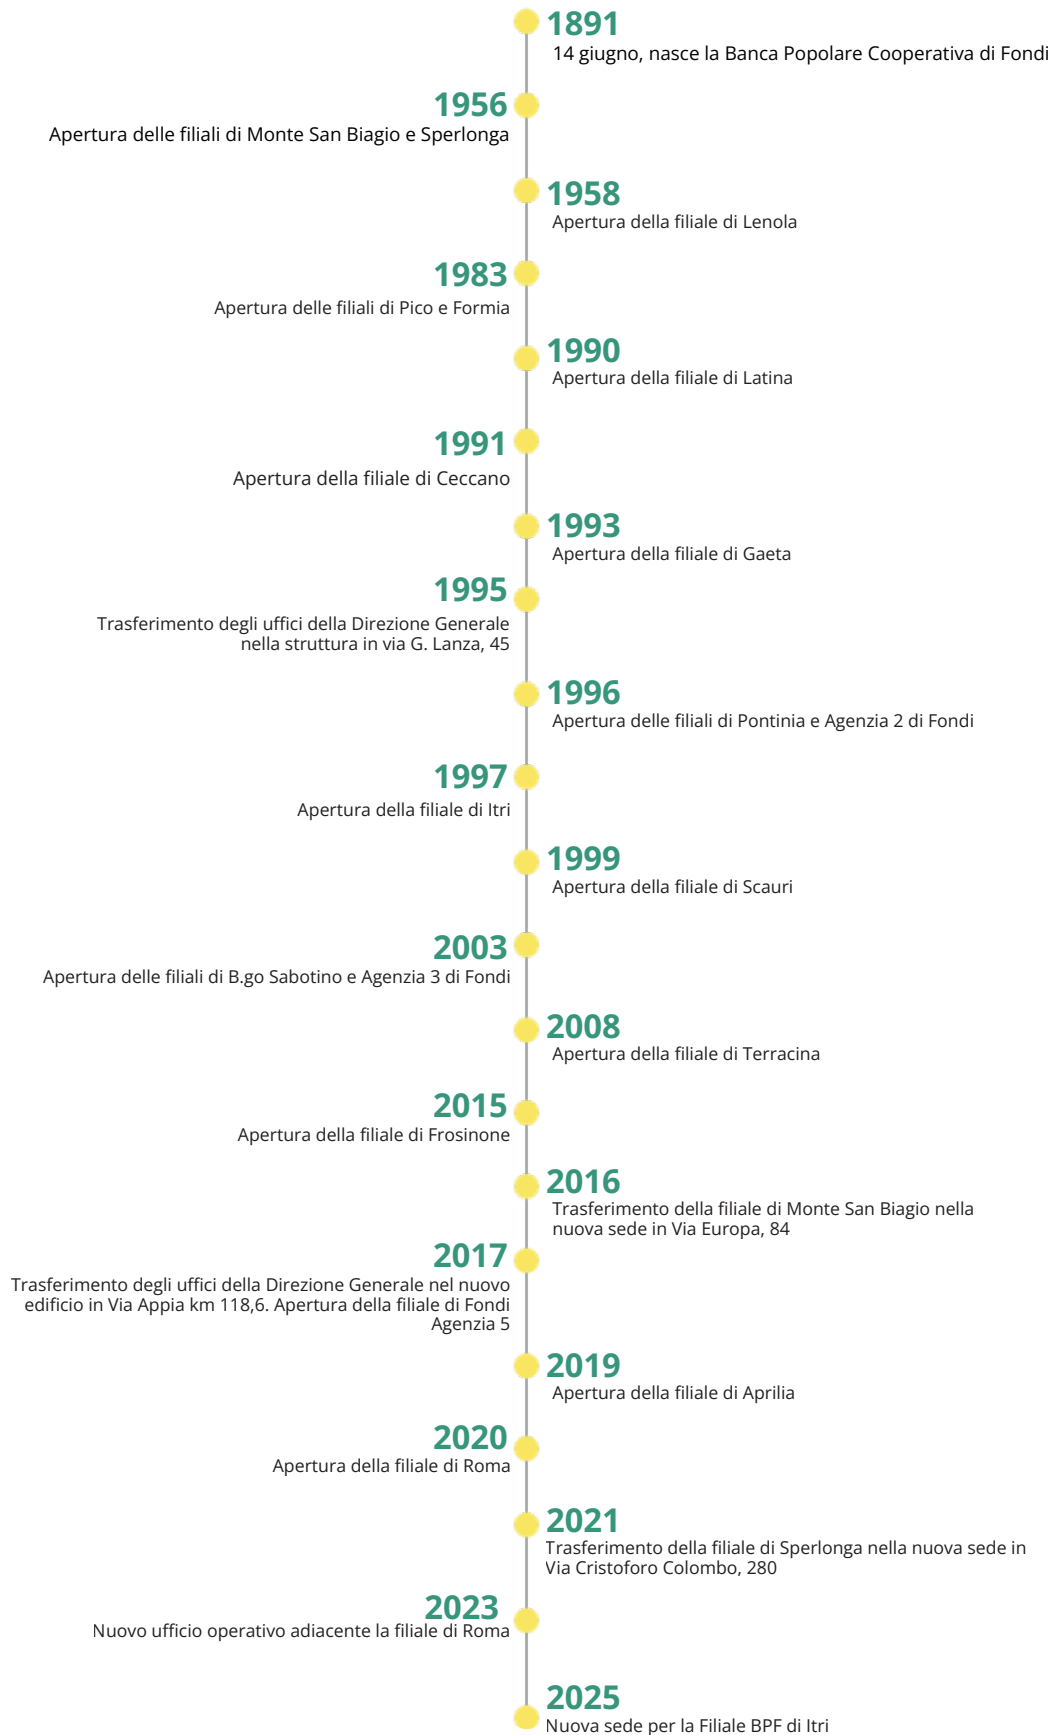 1891
14 giugno, nasce la Banca Popolare Cooperativa di Fondi
1956
Apertura delle filiali di Monte San Biagio e Sperlonga
1958
Apertura della filiale di Lenola
1983
Apertura delle filiali di Pico e Formia
1990
Apertura della filiale di Latina
1991
Apertura della filiale di Ceccano
1993
Apertura della filiale di Gaeta
1995
Trasferimento degli uffici della Direzione Generale
nella struttura in via G. Lanza, 45
1996
Apertura delle filiali di Pontinia e Agenzia 2 di Fondi
1997
Apertura della filiale di Itri
1999
Apertura della filiale di Scauri
2003
Apertura delle filiali di B.go Sabotino e Agenzia 3 di Fondi
2008
Apertura della filiale di Terracina
2015
Apertura della filiale di Frosinone
2016
Trasferimento della filiale di Monte San Biagio nella
nuova sede in Via Europa, 84
2017
Trasferimento degli uffici della Direzione Generale nel nuovo
edificio in Via Appia km 118,6. Apertura della filiale di Fondi
Agenzia 5
2019
Apertura della filiale di Aprilia
2020
Apertura della filiale di Roma
2021
Trasferimento della filiale di Sperlonga nella nuova sede in
Via Cristoforo Colombo, 280
2023
Nuovo ufficio operativo adiacente la filiale di Roma
2025
Nuova sede per la Filiale BPF di Itri